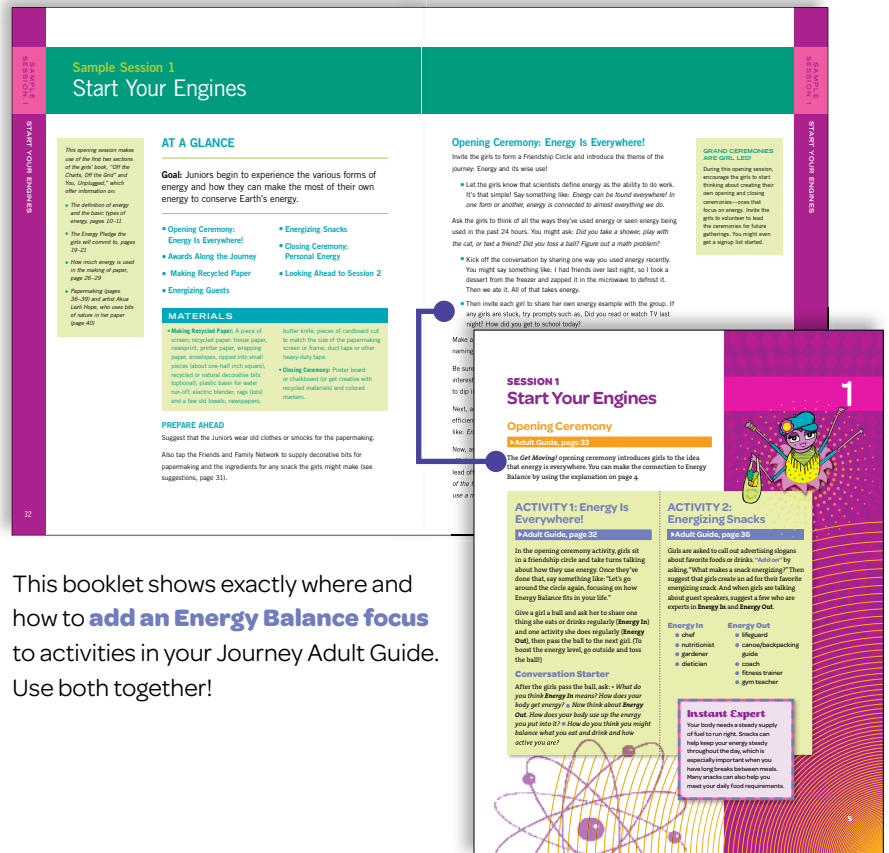 SAMPLE
SESSION 1
START YOUR ENGINES
Sample Session 1
Start Your Engines
This opening session makes
use of the first two sections
of the girls' book, "Off the
Charts, Off the Grid" and
You, Unplugged," which
offer information on:
• The definition of energy
and the basic types of
energy, pages 10–11
• The Energy Pledge the
girls will commit to, pages
19–21
• How much energy is used
in the making of paper,
page 26–29
• Papermaking (pages
36–39) and artist Akua
Lezli Hope, who uses bits
of nature in her paper
(page 40)
AT A GLANCE
Goal: Juniors begin to experience the various forms of
energy and how they can make the most of their own
energy to conserve Earth's energy.
• Opening Ceremony:
Energy Is Everywhere!
• Awards Along the Journey
• Making Recycled Paper
• Energizing Guests
• Energizing Snacks
• Closing Ceremony:
Personal Energy
• Looking Ahead to Session 2
MATERIALS
• Making Recycled Paper: A piece of
screen; recycled paper: tissue paper,
newsprint, printer paper, wrapping
paper, envelopes, ripped into small
pieces (about one-half inch square),
recycled or natural decorative bits
(optional), plastic basin for water
run-off; electric blender; rags (lots)
and a few old towels; newspapers,
butter knife; pieces of cardboard cut
to match the size of the papermaking
screen or frame; duct tape or other
heavy-duty tape.
• Closing Ceremony: Poster board
or chalkboard (or get creative with
recycled materials) and colored
markers.
PREPARE AHEAD
Suggest that the Juniors wear old clothes or smocks for the papermaking.
Also tap the Friends and Family Network to supply decorative bits for
papermaking and the ingredients for any snack the girls might make (see
suggestions, page 31).
32
Opening Ceremony: Energy Is Everywhere!
Invite the girls to form a Friendship Circle and introduce the theme of the
journey: Energy and its wise use!
• Let the girls know that scientists define energy as the ability to do work.
It's that simple! Say something like: Energy can be found everywhere! In
one form or another, energy is connected to almost everything we do.
Ask the girls to think of all the ways they've used energy or seen energy being
used in the past 24 hours. You might ask: Did you take a shower, play with
the cat, or text a friend? Did you toss a ball? Figure out a math problem?
• Kick off the conversation by sharing one way you used energy recently.
You might say something like: I had friends over last night, so I took a
dessert from the freezer and zapped it in the microwave to defrost it.
Then we ate it. All of that takes energy.
• Then invite each girl to share her own energy example with the group. If
any girls are stuck, try prompts such as, Did you read or watch TV last
night? How did you get to school today?
Make a
naming
Be sure
interest
to dip i
Next, a
efficien
like: En
Now, as
lead off
of the f
use a m
GRAND CEREMONIES
ARE GIRL LED!
During this opening session,
encourage the girls to start
thinking about creating their
own opening and closing
ceremonies—ones that
focus on energy. Invite the
girls to volunteer to lead
the ceremonies for future
gatherings. You might even
get a signup list started.
SAMPLE
SESSION 1
START YOUR ENGINES
This booklet shows exactly where and
how to add an Energy Balance focus
to activities in your Journey Adult Guide.
Use both together!
1
SESSION 1
Start Your Engines
Opening Ceremony
▶Adult Guide, page 33
The Get Moving! opening ceremony introduces girls to the idea
that energy is everywhere. You can make the connection to Energy
Balance by using the explanation on page 4.
ACTIVITY 1: Energy Is
Everywhere!
▶Adult Guide, page 32
In the opening ceremony activity, girls sit
in a friendship circle and take turns talking
about how they use energy. Once they've
done that, say something like: "Let's go
around the circle again, focusing on how
Energy Balance fits in your life."
Give a girl a ball and ask her to share one
thing she eats or drinks regularly (Energy In)
and one activity she does regularly (Energy
Out), then pass the ball to the next girl. (To
boost the energy level, go outside and toss
the ball!)
Conversation Starter
After the girls pass the ball, ask: • What do
you think Energy In means? How does your
body get energy? • Now think about Energy
Out. How does your body use up the energy
you put into it? • How do you think you might
balance what you eat and drink and how
active you are?
ACTIVITY 2:
Energizing Snacks
▶Adult Guide, page 36
Girls are asked to call out advertising slogans
about favorite foods or drinks. "Add on" by
asking, "What makes a snack energizing?" Then
suggest that girls create an ad for their favorite
energizing snack. And when girls are talking
about guest speakers, suggest a few who are
experts in Energy In and Energy Out.
Energy In
• chef
• nutritionist
• gardener
• dietician
Energy Out
• lifeguard
• canoe/backpacking
guide
• coach
• fitness trainer
• gym teacher
Instant Expert
Your body needs a steady supply
of fuel to run right. Snacks can
help keep your energy steady
throughout the day, which is
especially important when you
have long breaks between meals.
Many snacks can also help you
meet your daily food requirements.
5